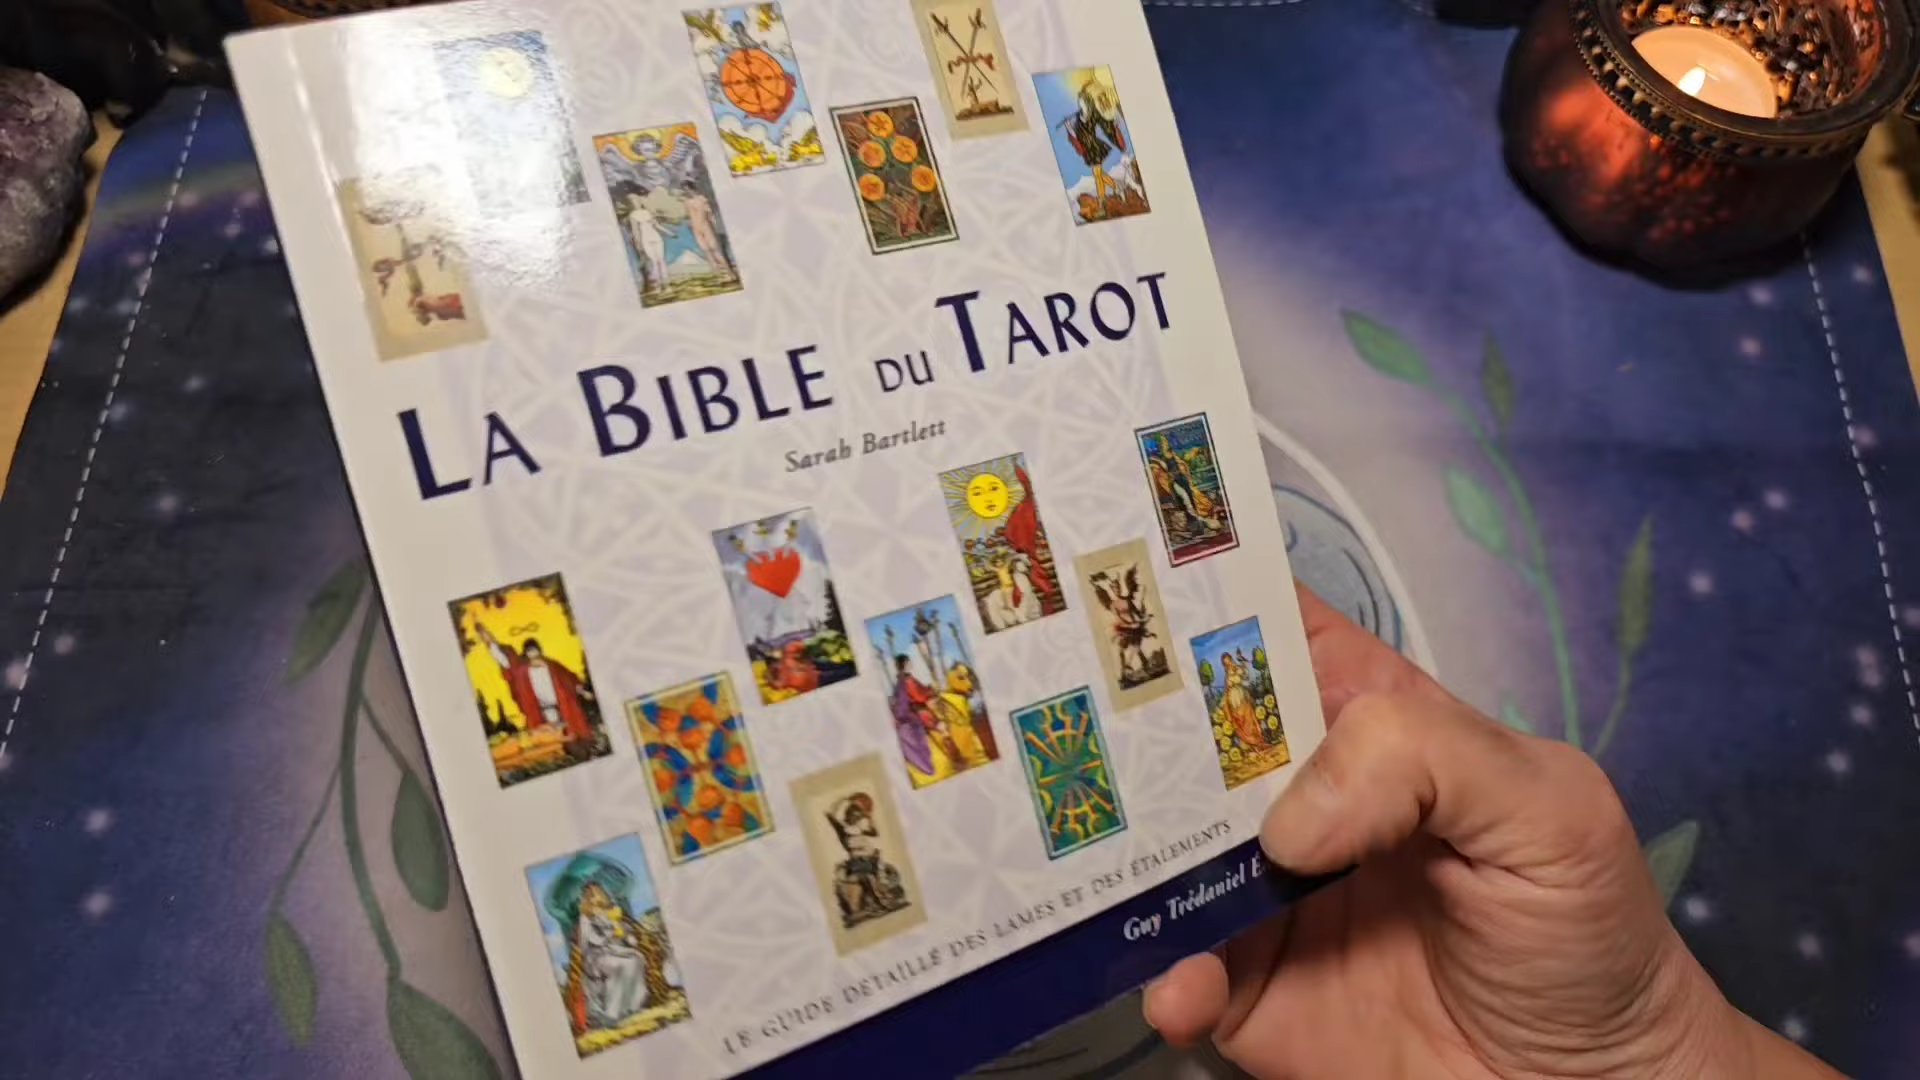 LA BIBLE DU TAROT
Sarah Bartlett
LE GUIDE DÉTAILLÉ DES LAMES ET DES ÉTALEMENTS
Guy Trédaniel